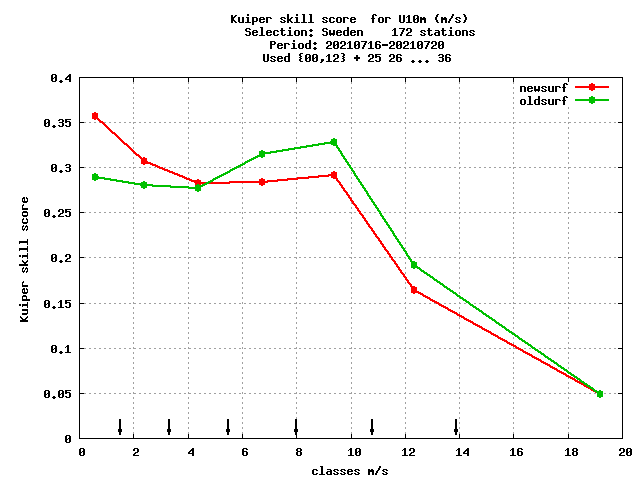 Kuiper skill score  for U10m (m/s)
Selection: Sweden    172 stations
Period: 20210716-20210720
Used {00,12} + 25 26 ... 36
newsurf
oldsurf
0.4
0.35
0.3
0.25
0.2
0.15
0.1
0.05
0
Kuiper skill score
0 2 4 6 8 10 12 14 16 18 20
classes m/s